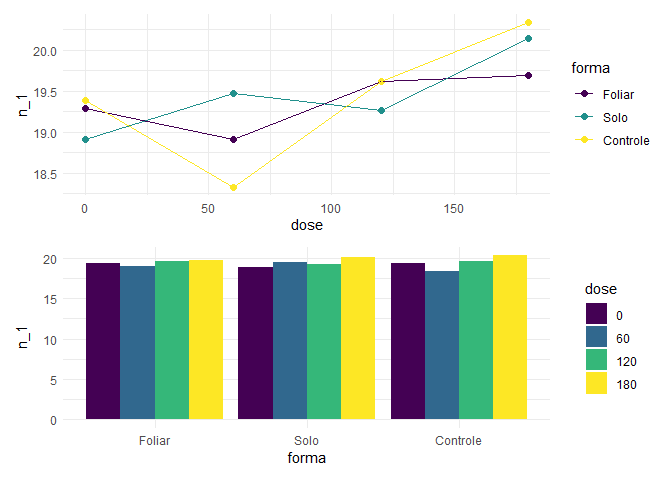 20.0
19.5
19.0
18.5
n_1
0
50
100
150
dose
forma
Foliar
Solo
Controle
20
15
10
5
0
n_1
Foliar
Solo
Controle
forma
dose
0
60
120
180